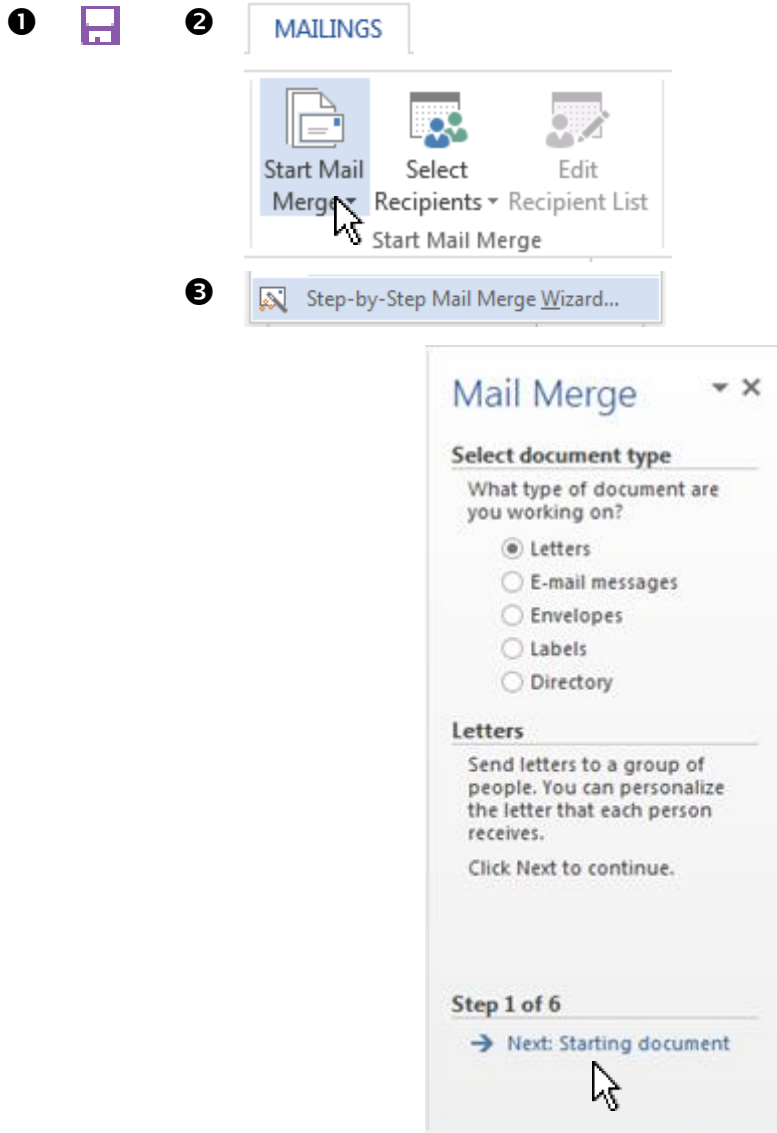 ❶
❷
MAILINGS
Start Mail Merge
Select Recipients
Edit Recipient List
Start Mail Merge
❸
Step-by-Step Mail Merge Wizard...
Mail Merge
Select document type
What type of document are
you working on?
Letters
E-mail messages
Envelopes
Labels
Directory
Letters
Send letters to a group of
people. You can personalize
the letter that each person
receives.
Click Next to continue.
Step 1 of 6
Next: Starting document